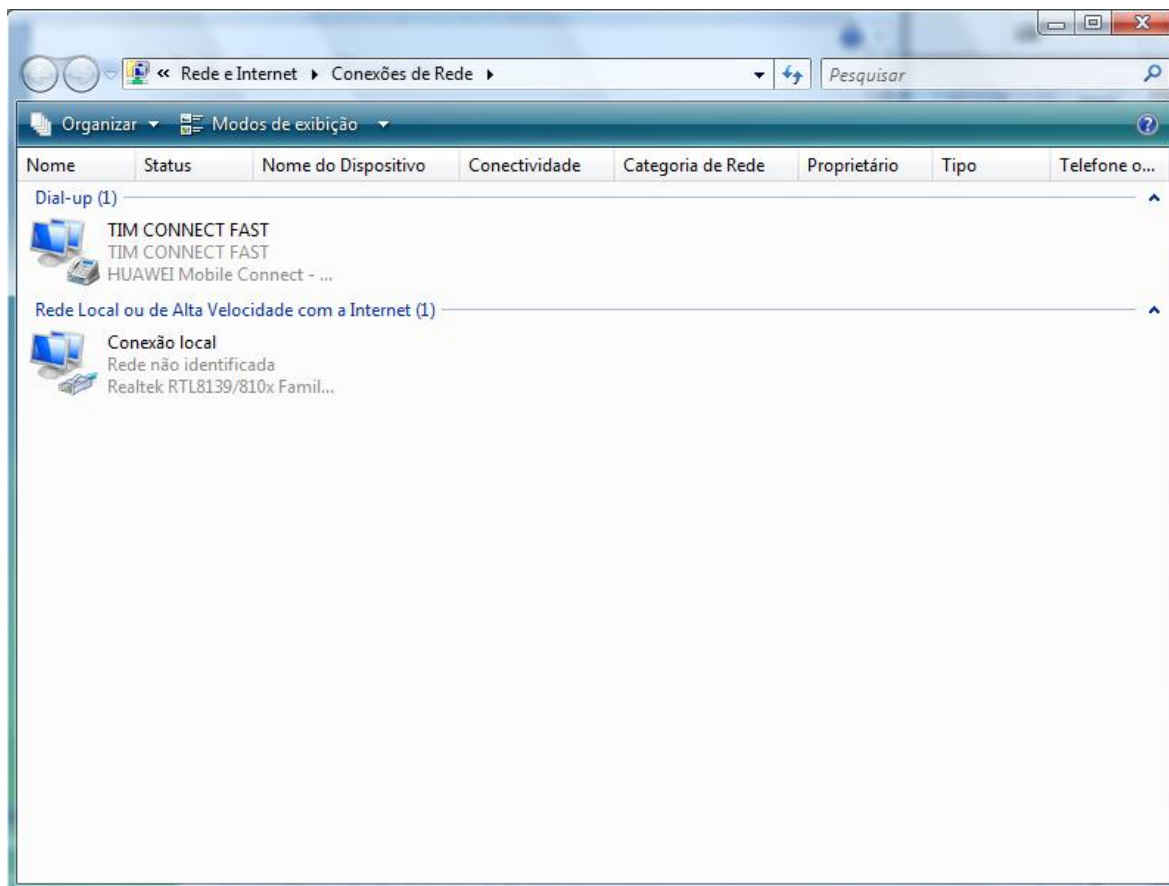 « Rede e Internet ▸ Conexões de Rede ▸ Pesquisar
Organizar Modos de exibição
Nome Status Nome do Dispositivo Conectividade Categoria de Rede Proprietário Tipo Telefone o...
Dial-up (1)
TIM CONNECT FAST
TIM CONNECT FAST
HUAWEI Mobile Connect - ...
Rede Local ou de Alta Velocidade com a Internet (1)
Conexão local
Rede não identificada
Realtek RTL8139/810x Famil...